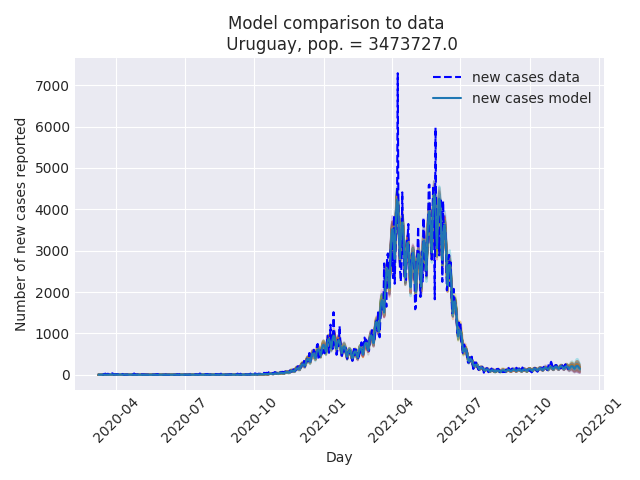 Model comparison to data
Uruguay, pop. = 3473727.0
new cases data
new cases model
Number of new cases reported
7000
6000
5000
4000
3000
2000
1000
0
2020-04
2020-07
2020-10
2021-01
2021-04
2021-07
2021-10
2022-01
Day